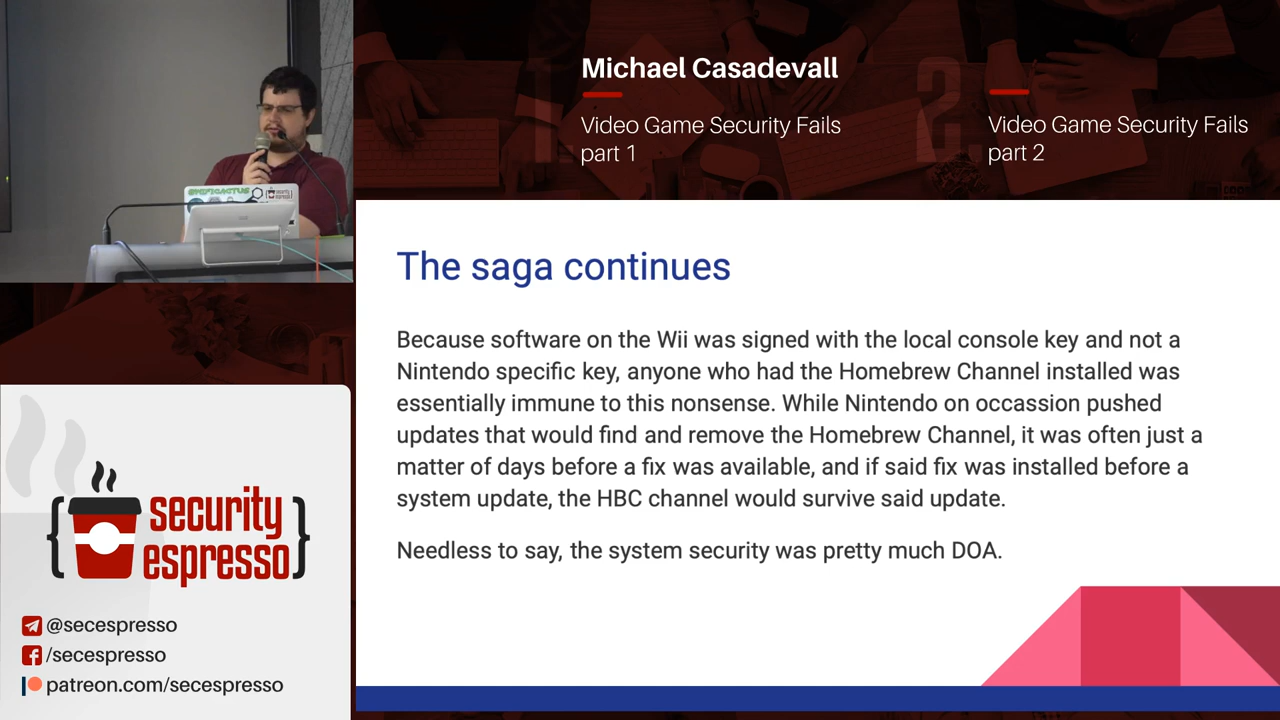 Michael Casadevall
1.
Video Game Security Fails
part 1
2.
Video Game Security Fails
part 2
The saga continues
Because software on the Wii was signed with the local console key and not a
Nintendo specific key, anyone who had the Homebrew Channel installed was
essentially immune to this nonsense. While Nintendo on occassion pushed
updates that would find and remove the Homebrew Channel, it was often just a
matter of days before a fix was available, and if said fix was installed before a
system update, the HBC channel would survive said update.
Needless to say, the system security was pretty much DOA.
{security
espresso}
@secespresso
/secespresso
patreon.com/secespresso